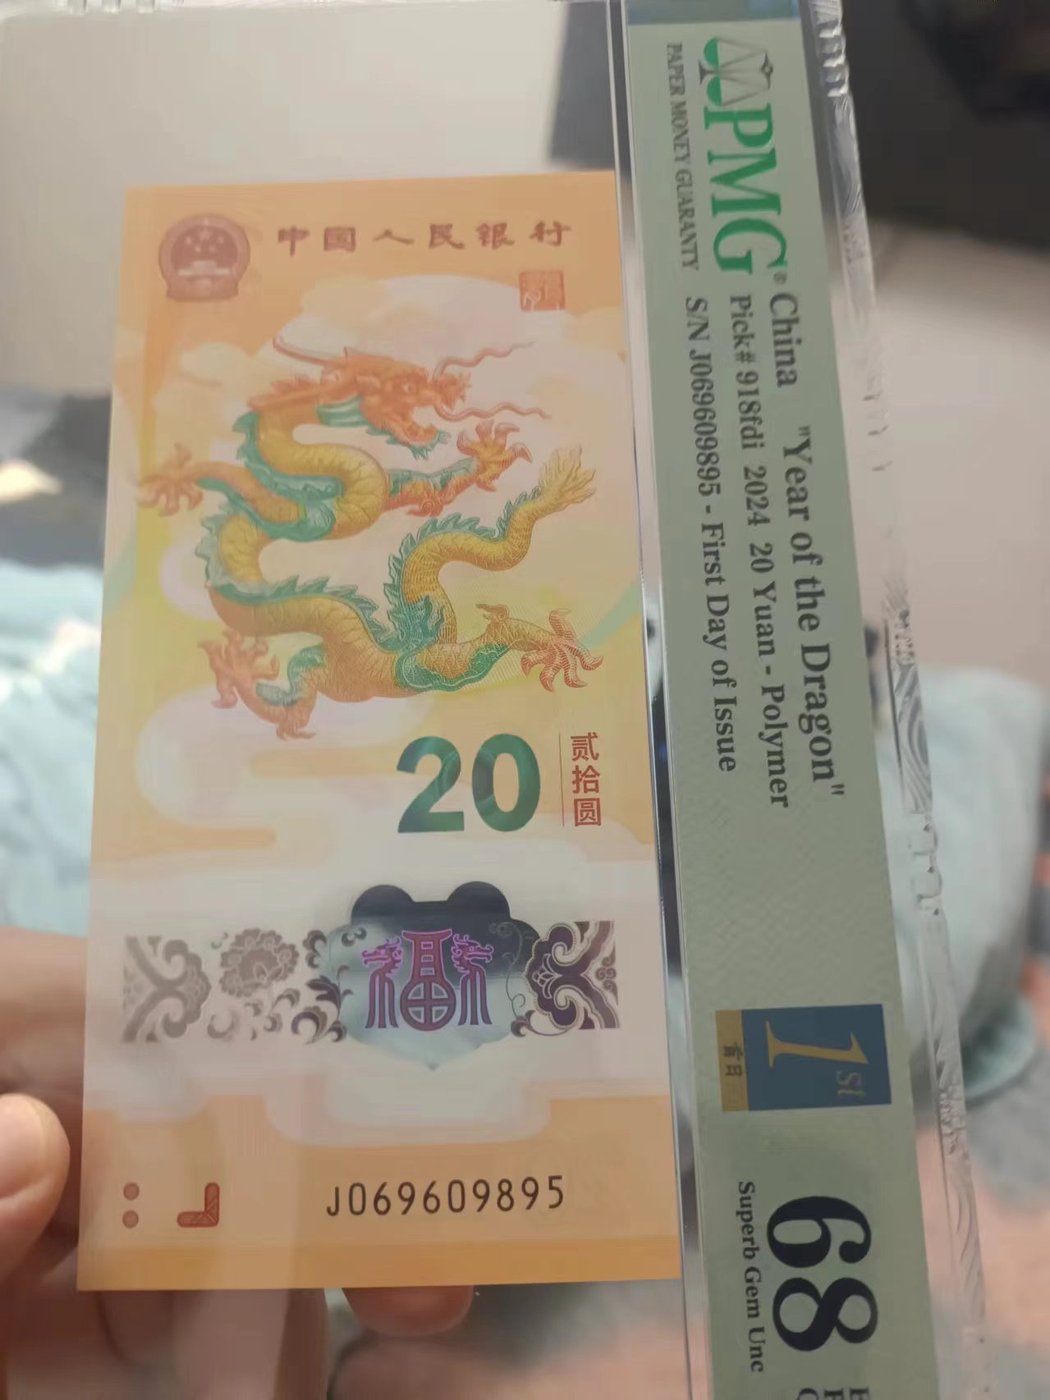 中国人民银行
20
贰拾圆
福
J069609895
PMG®
PAPER MONEY GUARANTY
China "Year of the Dragon"
Pick# 918fdi 2024 20 Yuan - Polymer
S/N J069609895 - First Day of Issue
1st
首日
68
Superb Gem Unc